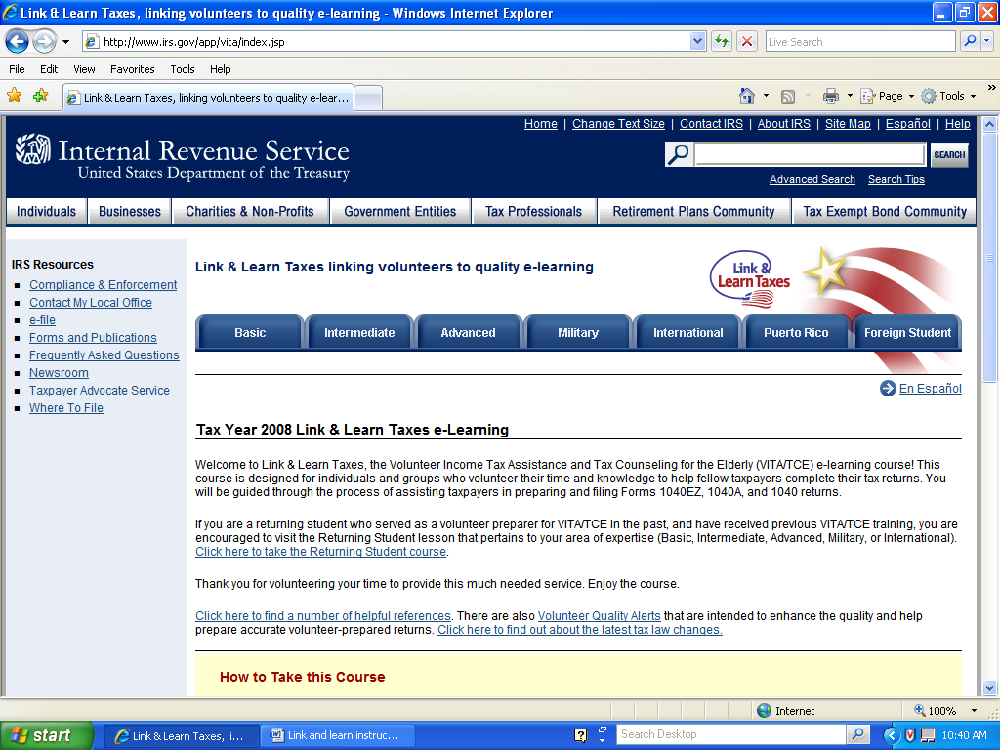 Link & Learn Taxes, linking volunteers to quality e-learning - Windows Internet Explorer
http://www.irs.gov/app/vita/index.jsp
Live Search
File Edit View Favorites Tools Help
Link & Learn Taxes, linking volunteers to quality e-lear...
Page Tools
Home | Change Text Size | Contact IRS | About IRS | Site Map | Español | Help
Internal Revenue Service
United States Department of the Treasury
SEARCH
Advanced Search Search Tips
Individuals Businesses Charities & Non-Profits Government Entities Tax Professionals Retirement Plans Community Tax Exempt Bond Community
IRS Resources
Compliance & Enforcement
Contact My Local Office
e-file
Forms and Publications
Frequently Asked Questions
Newsroom
Taxpayer Advocate Service
Where To File
Link & Learn Taxes linking volunteers to quality e-learning
Link &
Learn Taxes
Basic Intermediate Advanced Military International Puerto Rico Foreign Student
En Español
Tax Year 2008 Link & Learn Taxes e-Learning
Welcome to Link & Learn Taxes, the Volunteer Income Tax Assistance and Tax Counseling for the Elderly (VITA/TCE) e-learning course! This
course is designed for individuals and groups who volunteer their time and knowledge to help fellow taxpayers complete their tax returns. You
will be guided through the process of assisting taxpayers in preparing and filing Forms 1040EZ, 1040A, and 1040 returns.
If you are a returning student who served as a volunteer preparer for VITA/TCE in the past, and have received previous VITA/TCE training, you are
encouraged to visit the Returning Student lesson that pertains to your area of expertise (Basic, Intermediate, Advanced, Military, or International).
Click here to take the Returning Student course.
Thank you for volunteering your time to provide this much needed service. Enjoy the course.
Click here to find a number of helpful references. There are also Volunteer Quality Alerts that are intended to enhance the quality and help
prepare accurate volunteer-prepared returns. Click here to find out about the latest tax law changes.
How to Take this Course
Internet 100%
start Link & Learn Taxes, li... Link and learn instruc... Search Desktop 10:40 AM